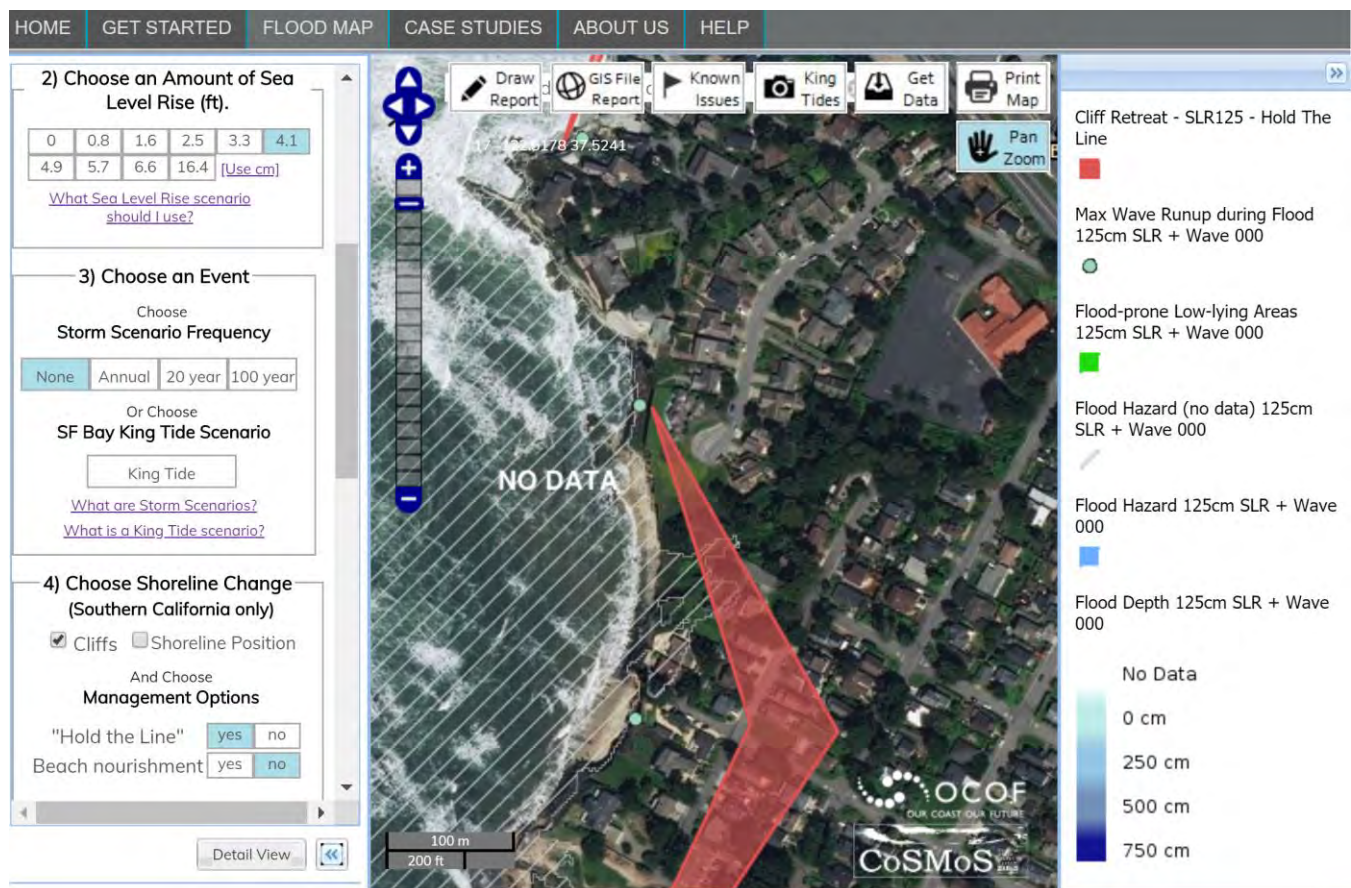 HOME GET STARTED FLOOD MAP CASE STUDIES ABOUT US HELP
2) Choose an Amount of Sea
Level Rise (ft).
0 0.8 1.6 2.5 3.3 4.1
4.9 5.7 6.6 16.4 [Use cm]
What Sea Level Rise scenario
should I use?
3) Choose an Event
Choose
Storm Scenario Frequency
None Annual 20 year 100 year
Or Choose
SF Bay King Tide Scenario
King Tide
What are Storm Scenarios?
What is a King Tide scenario?
4) Choose Shoreline Change
(Southern California only)
Cliffs Shoreline Position
And Choose
Management Options
"Hold the Line" yes no
Beach nourishment yes no
Detail View
Draw
Report
GIS File
Report
Known
Issues
King
Tides
Get
Data
Print
Map
Pan
Zoom
37.5241
NO DATA
100 m
200 ft
OCOF
OUR COAST OUR FUTURE
CoSMoS
Cliff Retreat - SLR125 - Hold The
Line
Max Wave Runup during Flood
125cm SLR + Wave 000
Flood-prone Low-lying Areas
125cm SLR + Wave 000
Flood Hazard (no data) 125cm
SLR + Wave 000
Flood Hazard 125cm SLR + Wave
000
Flood Depth 125cm SLR + Wave
000
No Data
0 cm
250 cm
500 cm
750 cm